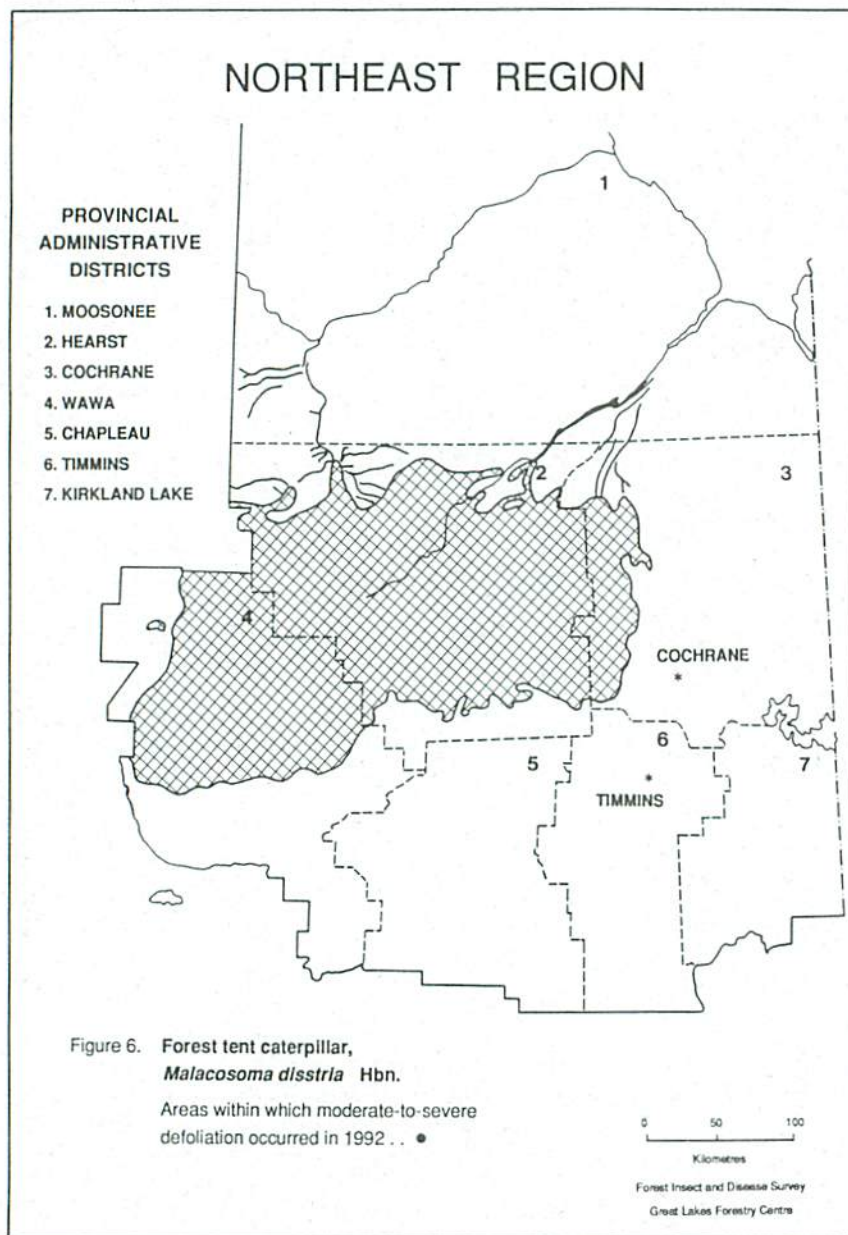 NORTHEAST REGION
PROVINCIAL
ADMINISTRATIVE
DISTRICTS
1. MOOSONEE
2. HEARST
3. COCHRANE
4. WAWA
5. CHAPLEAU
6. TIMMINS
7. KIRKLAND LAKE
1
2
3
4
COCHRANE
*
6
5
7
*
TIMMINS
Figure 6. Forest tent caterpillar,
Malacosoma disstria Hbn.
Areas within which moderate-to-severe
defoliation occurred in 1992 . . ●
0 50 100
Kilometres
Forest Insect and Disease Survey
Great Lakes Forestry Centre